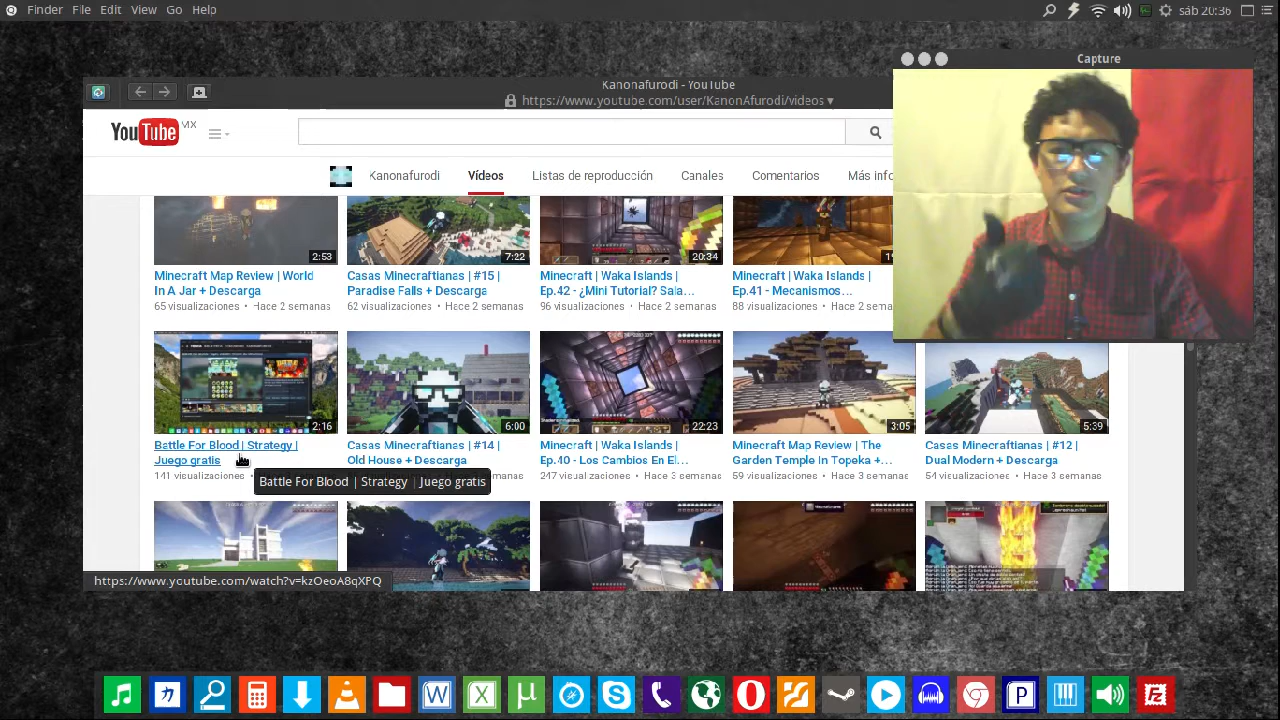 Finder File Edit View Go Help
sáb 20:36
Capture
Kanonafurodi - YouTube
https://www.youtube.com/user/KanonAfurodi/videos ▾
YouTube MX
Kanonafurodi Vídeos Listas de reproducción Canales Comentarios Más info
2:53
7:22
20:34
Minecraft Map Review | World
In A Jar + Descarga
65 visualizaciones • Hace 2 semanas
Casas Minecraftianas | #15 |
Paradise Falls + Descarga
62 visualizaciones • Hace 2 semanas
Minecraft | Waka Islands |
Ep.42 - ¿Mini Tutorial? Sala...
96 visualizaciones • Hace 2 semanas
Minecraft | Waka Islands |
Ep.41 - Mecanismos...
88 visualizaciones • Hace 2 semanas
2:16
6:00
22:23
3:05
5:39
Battle For Blood | Strategy |
Juego gratis
141 visualizaciones •
Casas Minecraftianas | #14 |
Old House + Descarga
manas
Minecraft | Waka Islands |
Ep.40 - Los Cambios En El...
247 visualizaciones • Hace 3 semanas
Minecraft Map Review | The
Garden Temple In Topeka +...
59 visualizaciones • Hace 3 semanas
Casas Minecraftianas | #12 |
Dual Modern + Descarga
54 visualizaciones • Hace 3 semanas
Battle For Blood | Strategy | Juego gratis
https://www.youtube.com/watch?v=kzOeoA8qXPQ